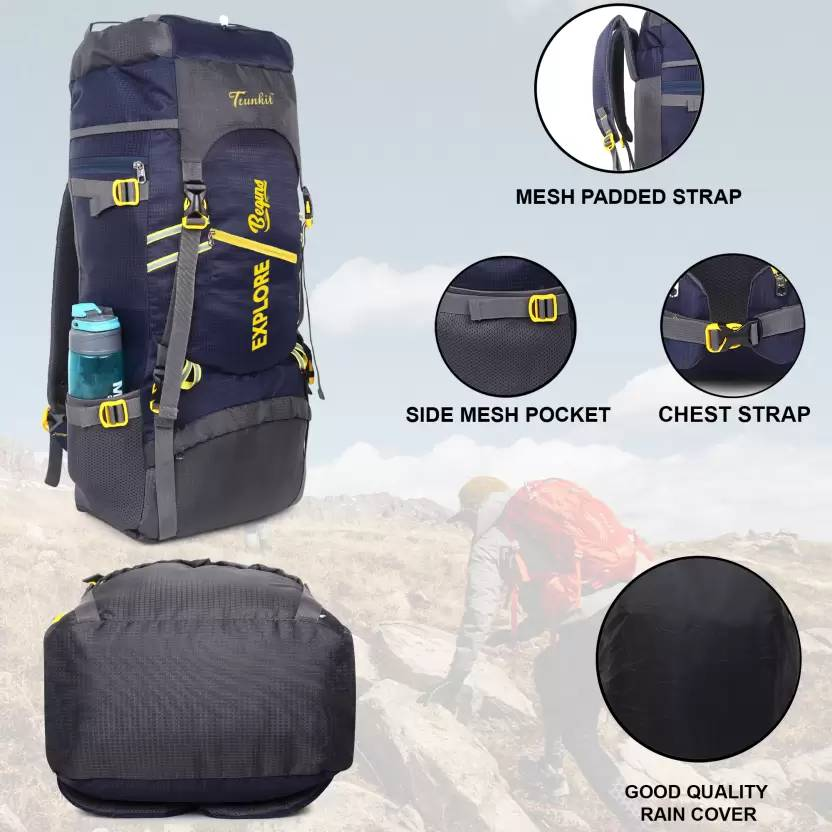 Trunkit
EXPLORE Begins
MESH PADDED STRAP
SIDE MESH POCKET
CHEST STRAP
GOOD QUALITY
RAIN COVER